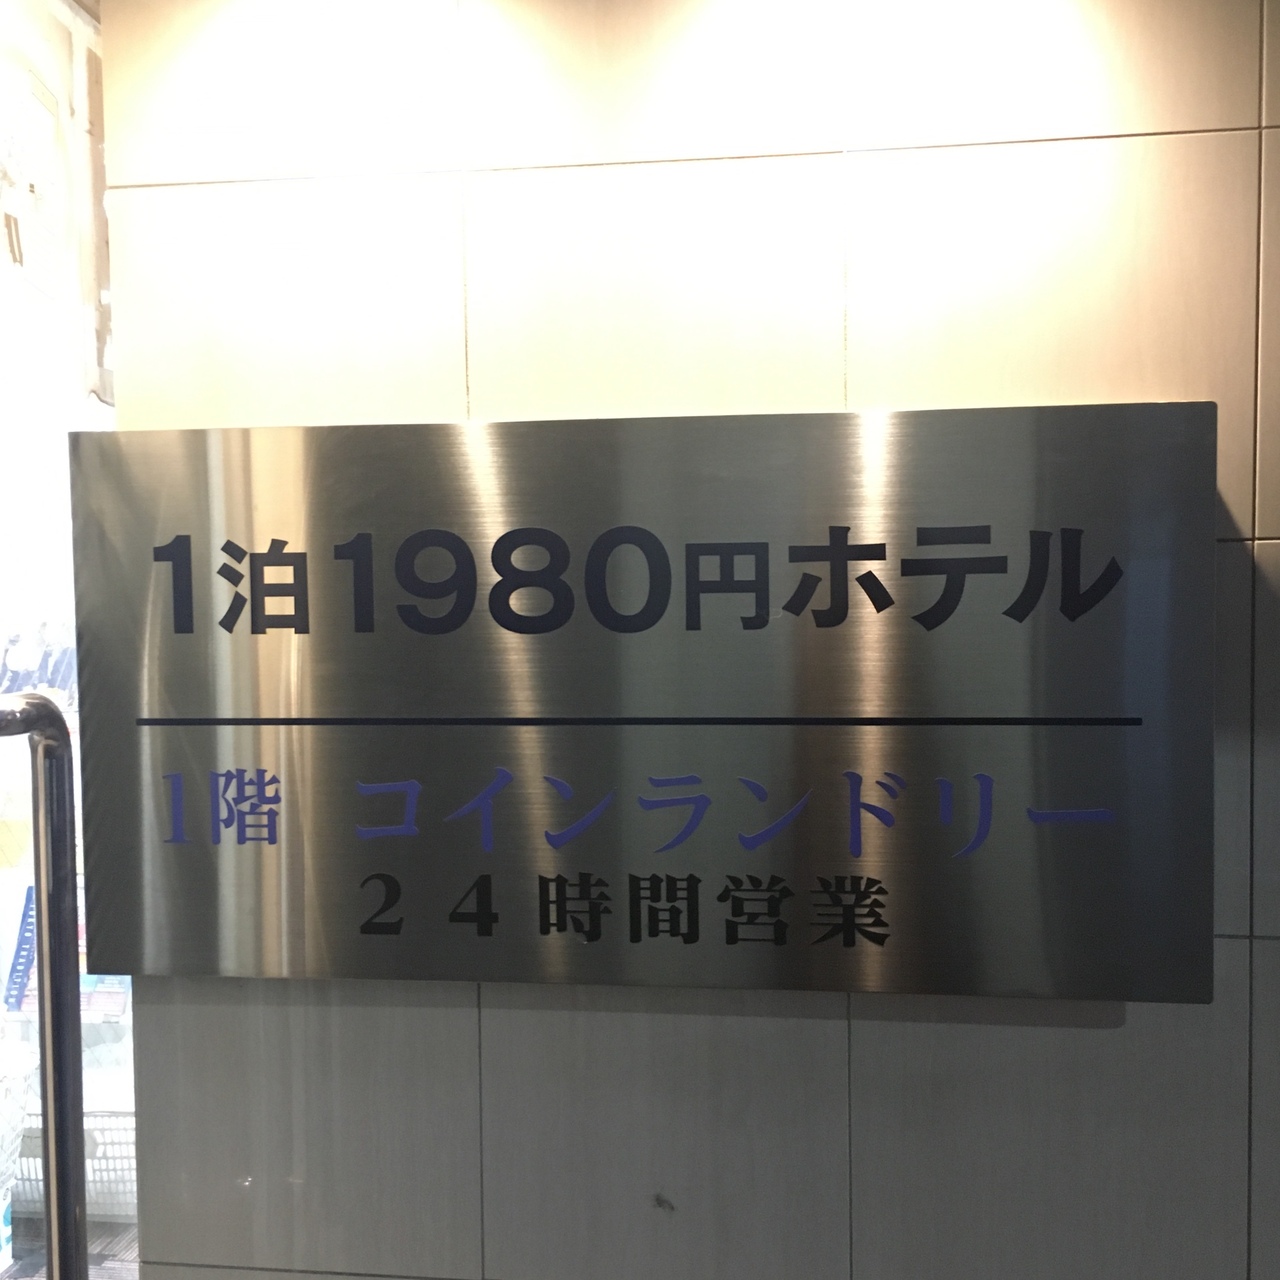 1泊1980円ホテル
1階 コインランドリー
24時間営業